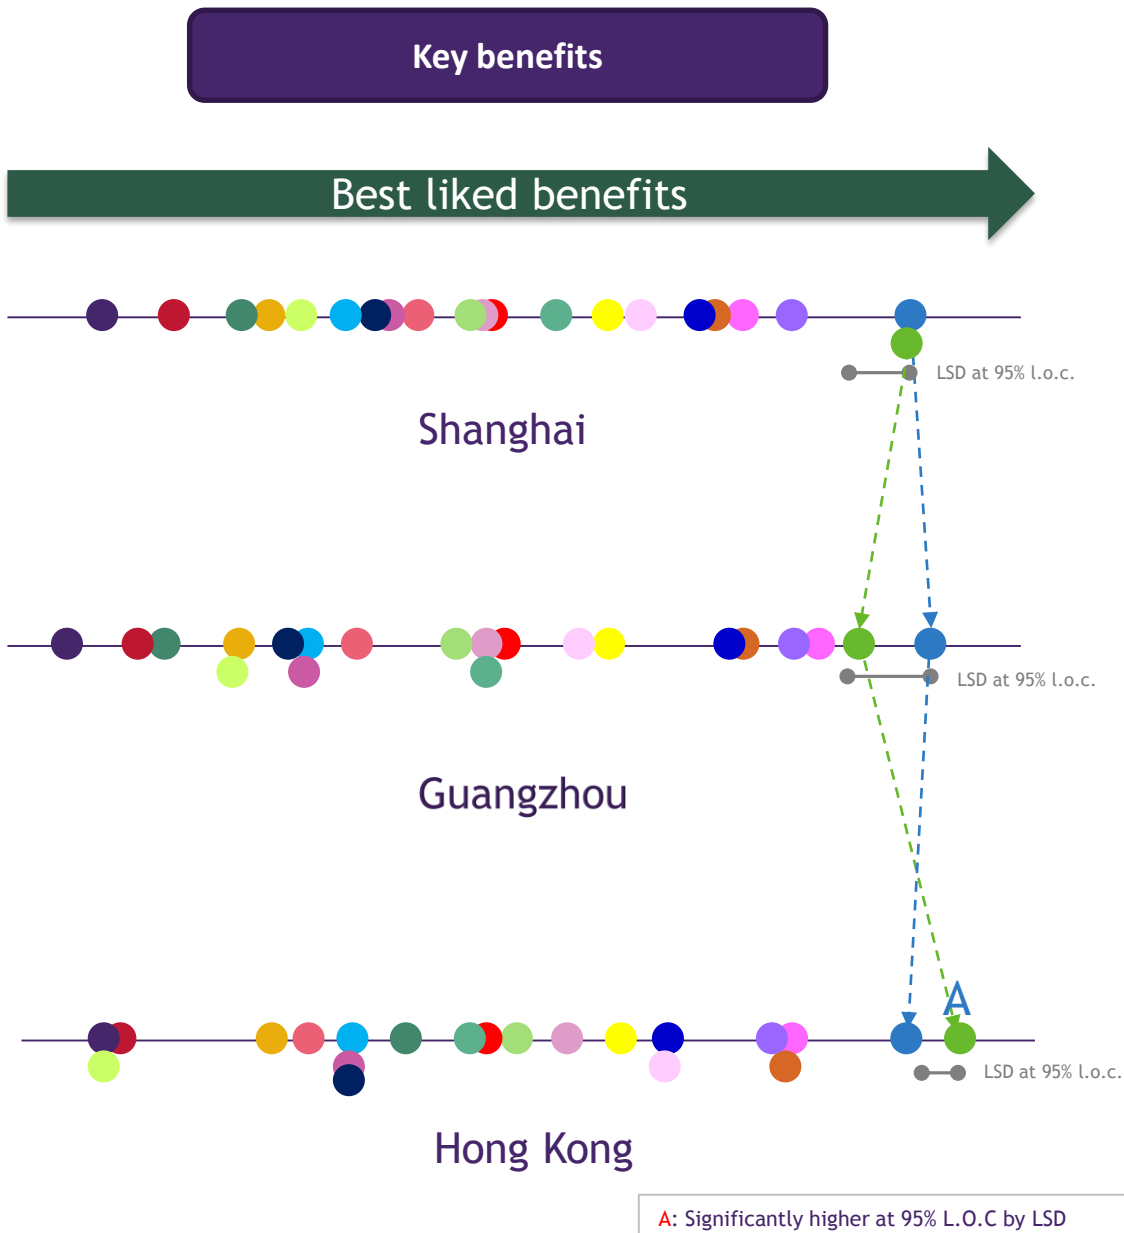 Key benefits
Best liked benefits
LSD at 95% l.o.c.
Shanghai
LSD at 95% l.o.c.
Guangzhou
A
LSD at 95% l.o.c.
Hong Kong
A: Significantly higher at 95% L.O.C by LSD